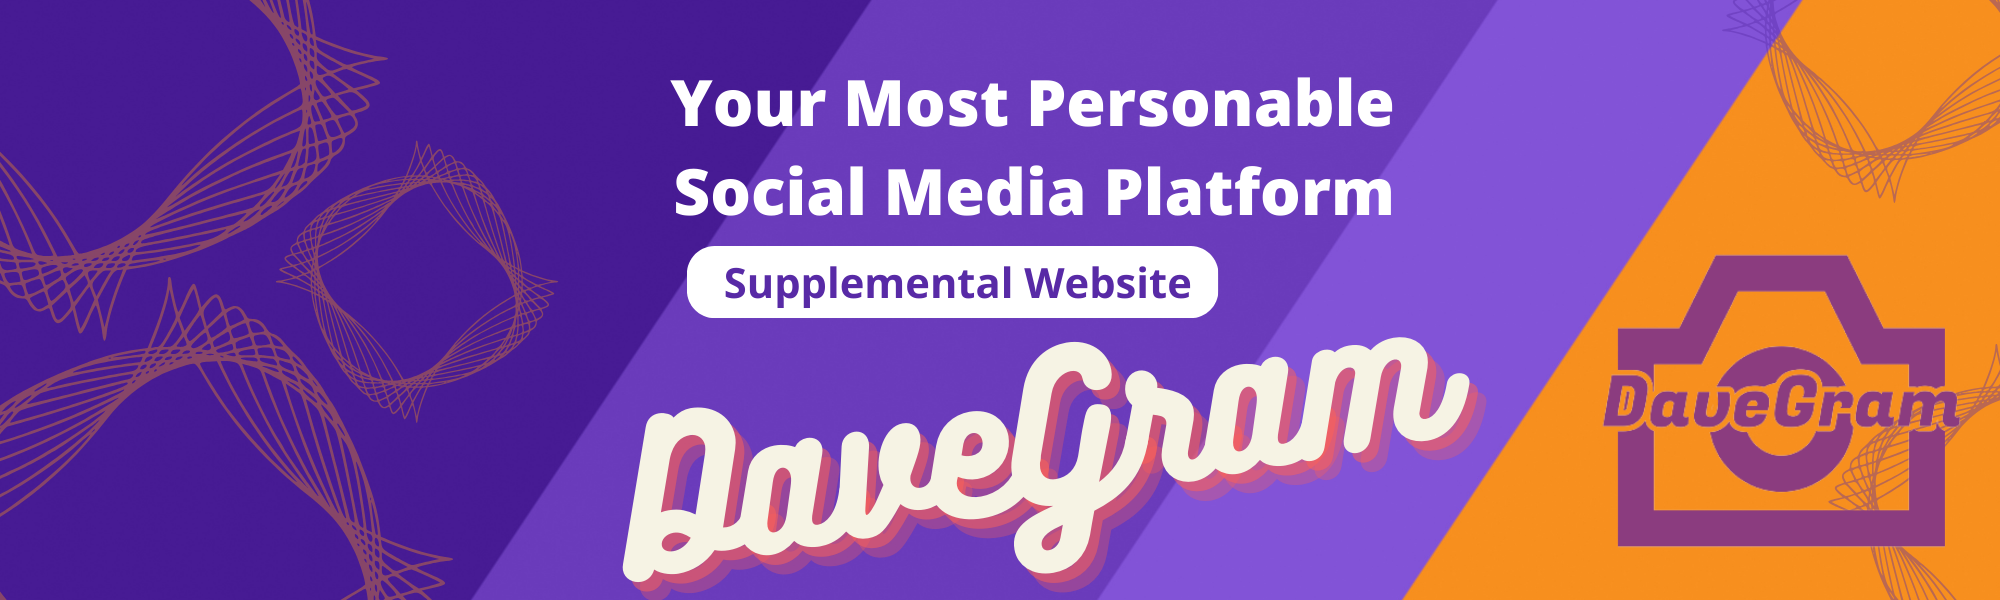 Your Most Personable
Social Media Platform
Supplemental Website
DaveGram
DaveGram